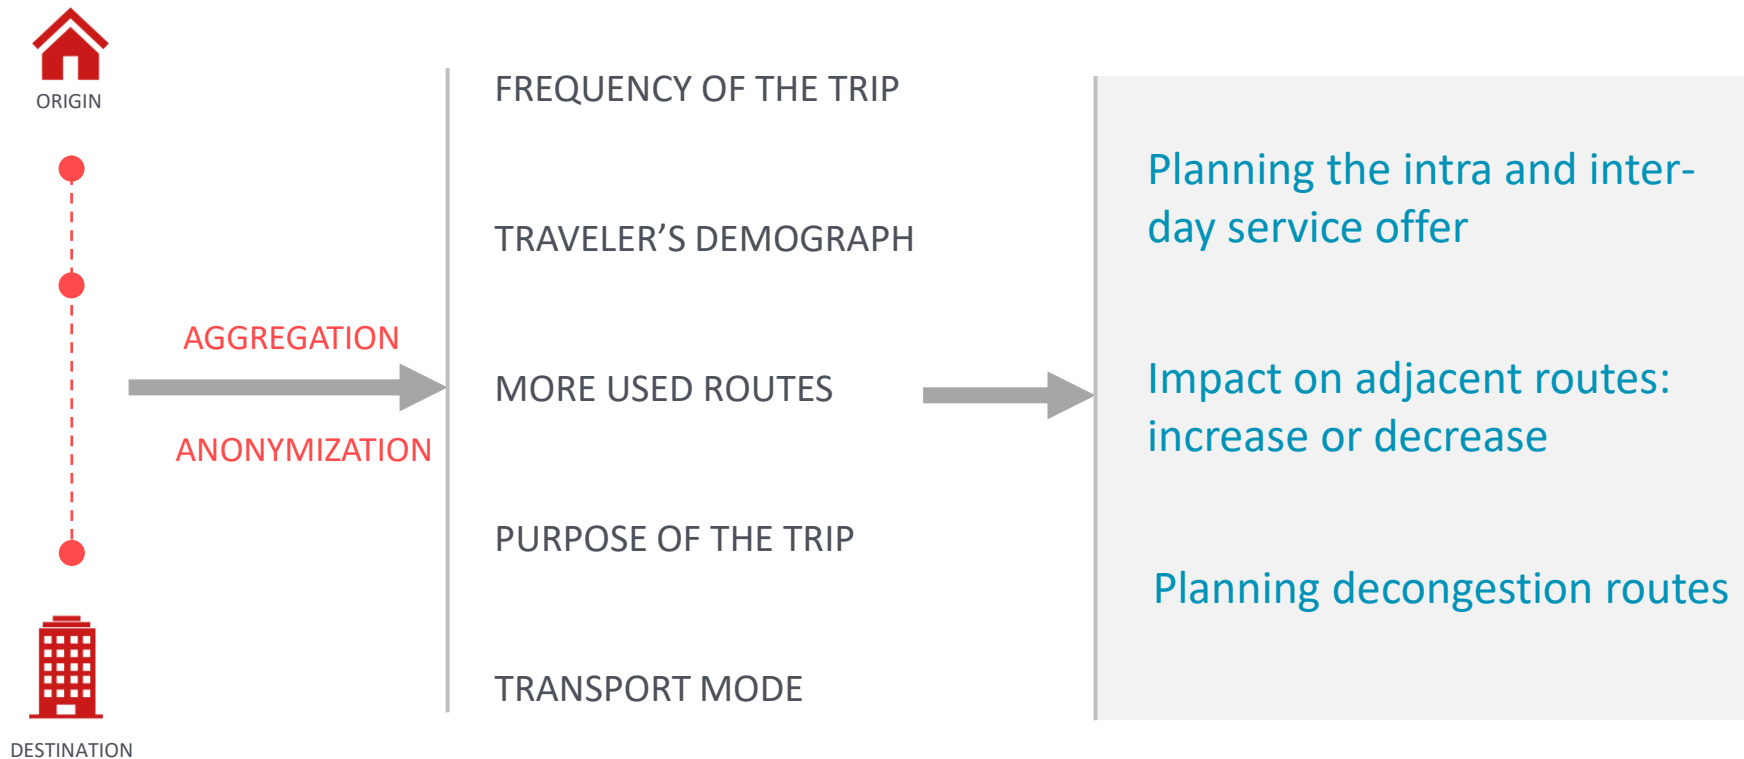 ORIGIN
DESTINATION
AGGREGATION
ANONYMIZATION
FREQUENCY OF THE TRIP
TRAVELER’S DEMOGRAPH
MORE USED ROUTES
PURPOSE OF THE TRIP
TRANSPORT MODE
Planning the intra and inter-
day service offer
Impact on adjacent routes:
increase or decrease
Planning decongestion routes